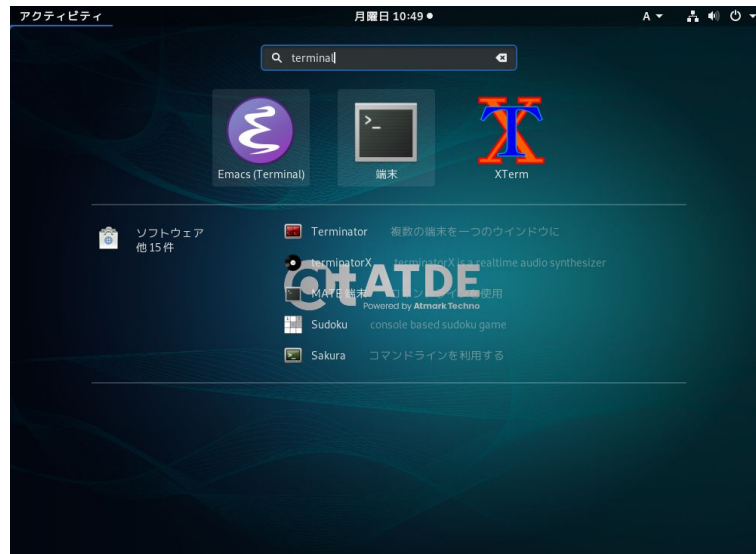 アクティビティ 月曜日 10:49 A
terminal
Emacs (Terminal) 端末 XTerm
ソフトウェア
他 15 件
Terminator 複数の端末を一つのウインドウに
terminatorX terminatorX is a realtime audio synthesizer
MATE 端末 を使用
ATDE
Powered by Atmark Techno
Sudoku console based sudoku game
Sakura コマンドラインを利用する